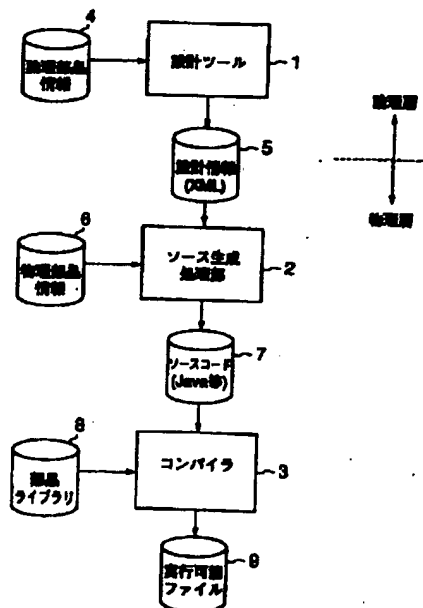 4
論理部品
情報
設計ツール
1
論理層
5
設計情報
(XML)
物理層
6
物理部品
情報
ソース生成
処理部
2
7
ソースコード
(Java等)
8
部品
ライブラリ
コンパイラ
3
9
実行可能
ファイル